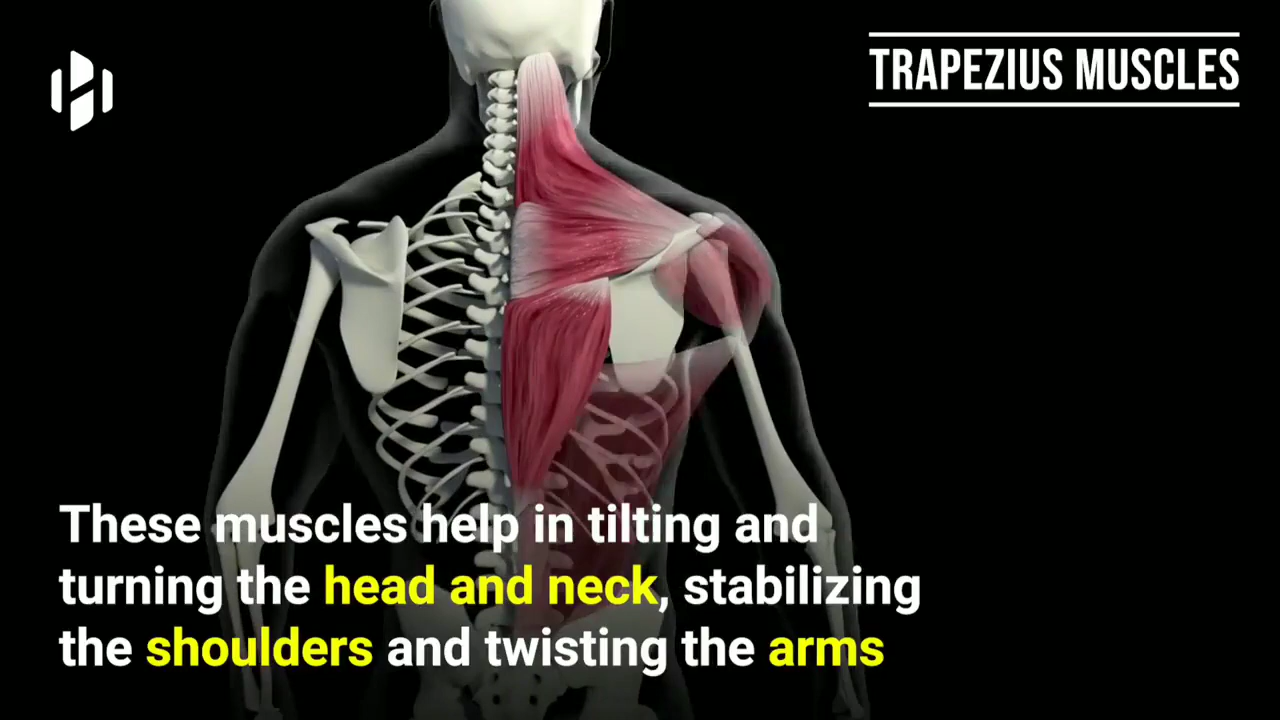 TRAPEZIUS MUSCLES
These muscles help in tilting and
turning the head and neck, stabilizing
the shoulders and twisting the arms